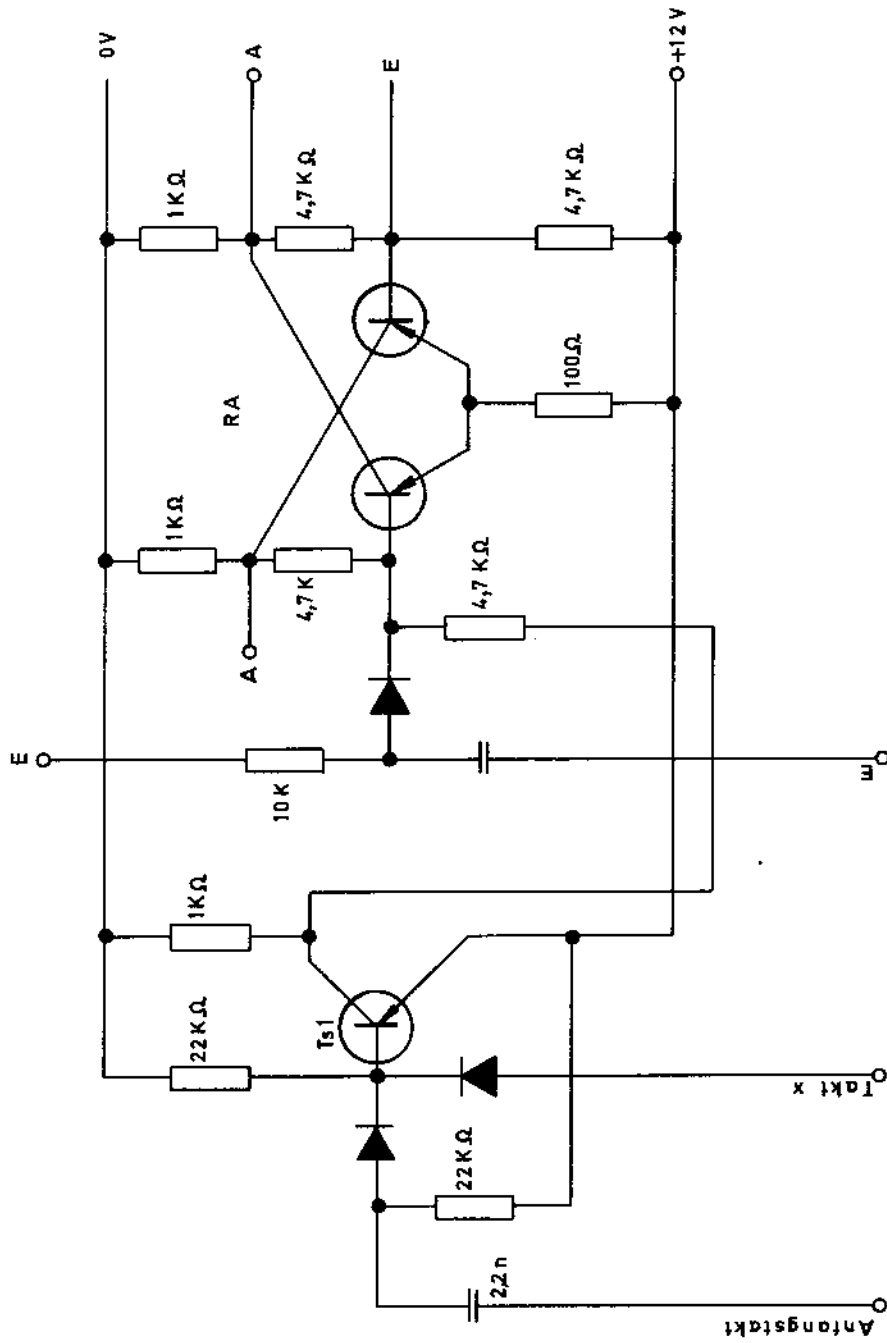 E
0V
22KΩ
1KΩ
1KΩ
1KΩ
RA
A
A
10K
4,7K
4,7KΩ
Ts1
E
2,2n
22KΩ
4,7KΩ
100Ω
4,7KΩ
+12V
Anfangstakt
Takt x
E